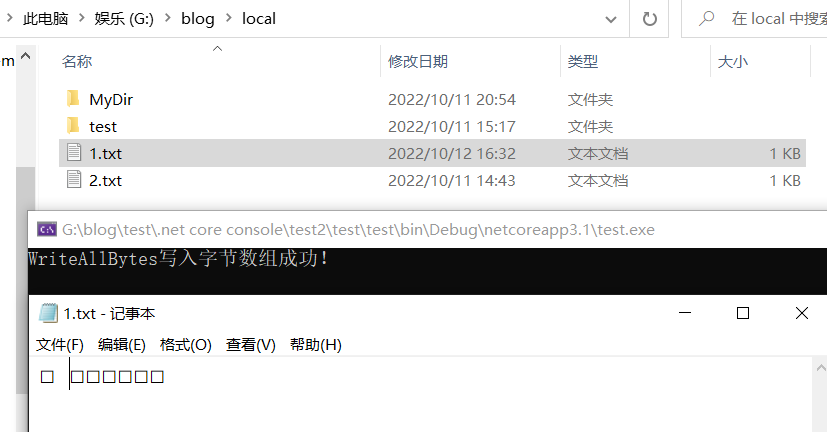 此电脑 > 娱乐 (G:) > blog > local
在 local 中搜索
em
名称 修改日期 类型 大小
MyDir 2022/10/11 20:54 文件夹
test 2022/10/11 15:17 文件夹
1.txt 2022/10/12 16:32 文本文档 1 KB
2.txt 2022/10/11 14:43 文本文档 1 KB
G:\blog\test\.net core console\test2\test\test\bin\Debug\netcoreapp3.1\test.exe
WriteAllBytes写入字节数组成功！
1.txt - 记事本
文件(F) 编辑(E) 格式(O) 查看(V) 帮助(H)
□ □□□□□□